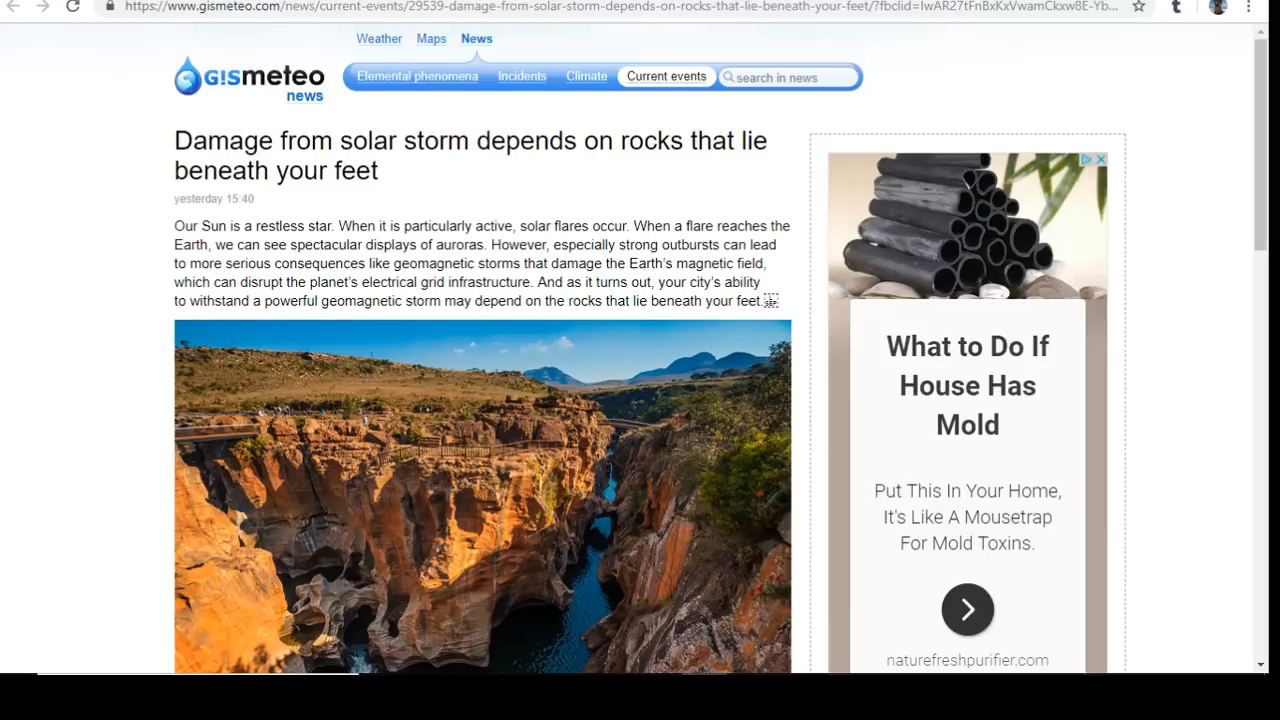 https://www.gismeteo.com/news/current-events/29539-damage-from-solar-storm-depends-on-rocks-that-lie-beneath-your-feet/?fbclid=IwAR27tFnBxKxVwamCkxw8E-Yb...
Weather Maps News
GISmeteo
news
Elemental phenomena Incidents Climate Current events search in news
Damage from solar storm depends on rocks that lie
beneath your feet
yesterday 15:40
Our Sun is a restless star. When it is particularly active, solar flares occur. When a flare reaches the
Earth, we can see spectacular displays of auroras. However, especially strong outbursts can lead
to more serious consequences like geomagnetic storms that damage the Earth's magnetic field,
which can disrupt the planet's electrical grid infrastructure. And as it turns out, your city's ability
to withstand a powerful geomagnetic storm may depend on the rocks that lie beneath your feet.
What to Do If
House Has
Mold
Put This In Your Home,
It's Like A Mousetrap
For Mold Toxins.
naturefreshpurifier.com